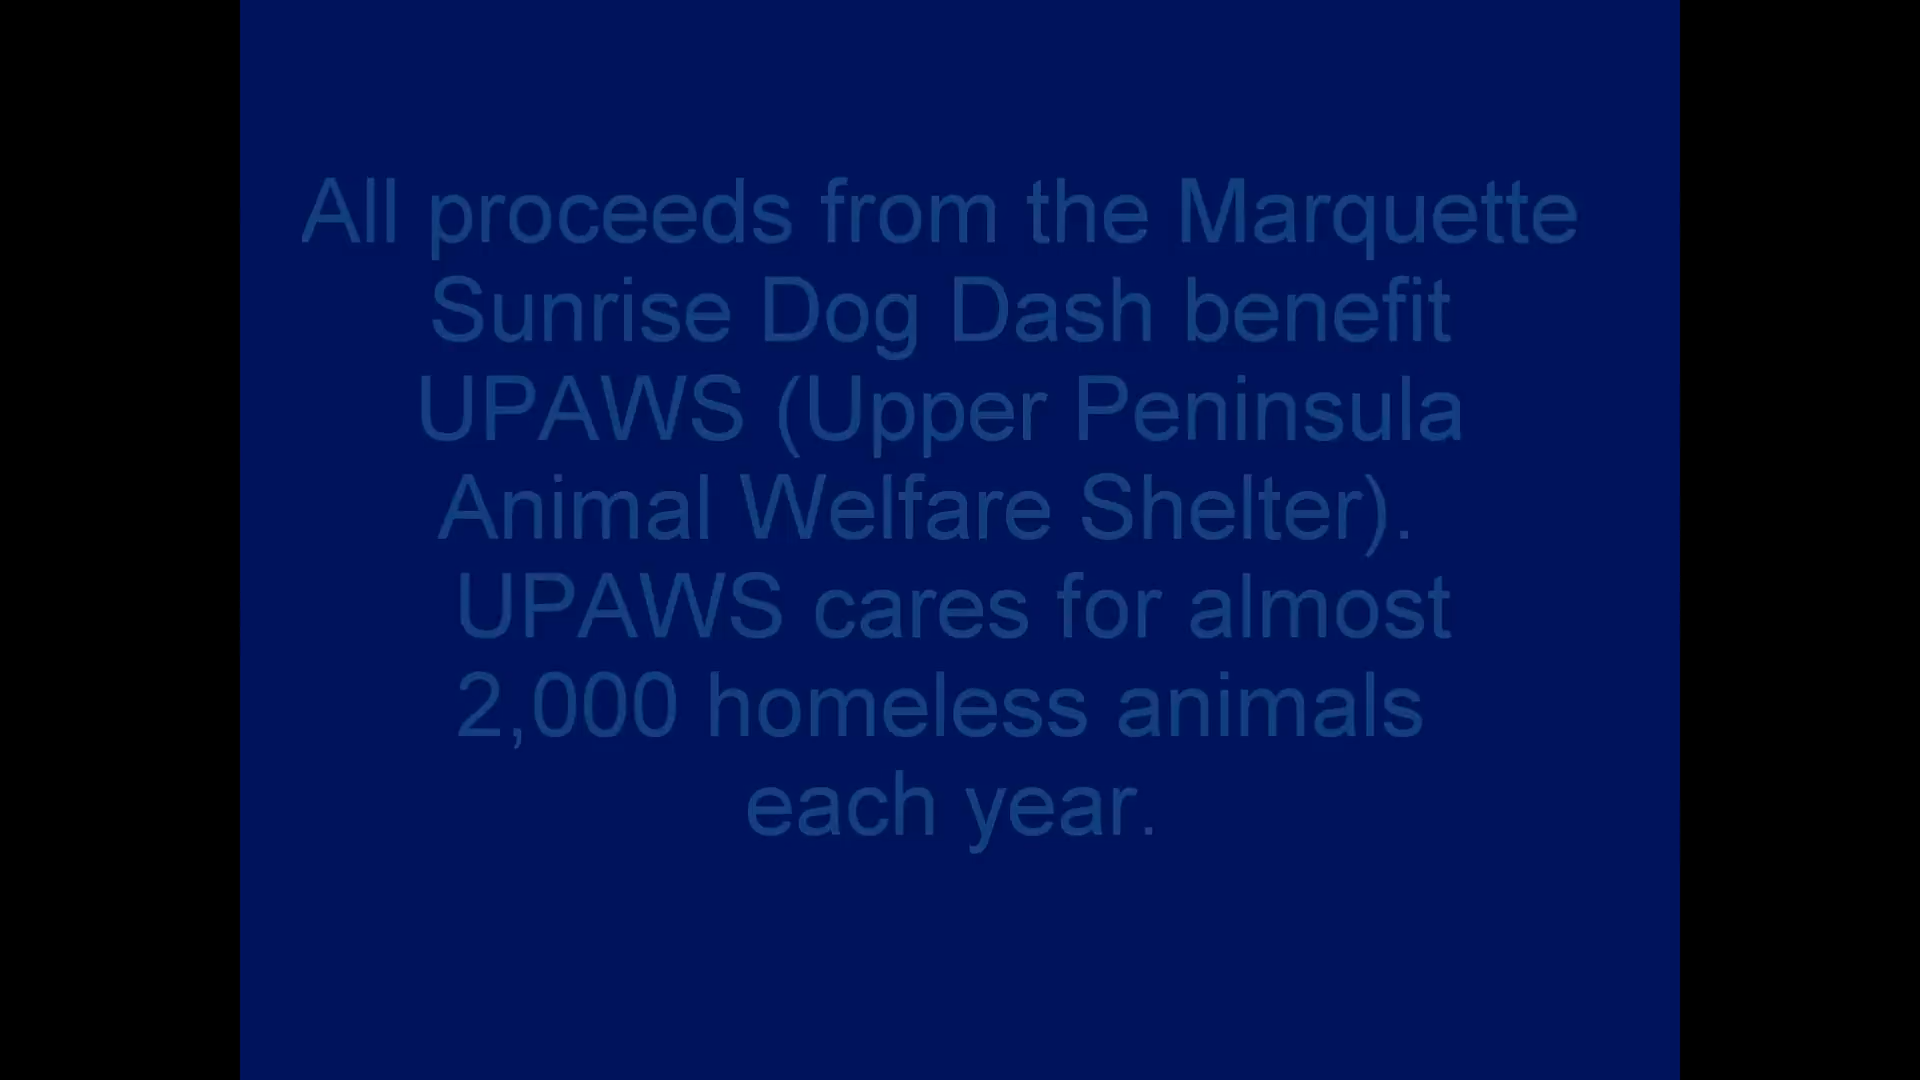 All proceeds from the Marquette
Sunrise Dog Dash benefit
UPAWS (Upper Peninsula
Animal Welfare Shelter).
UPAWS cares for almost
2,000 homeless animals
each year.